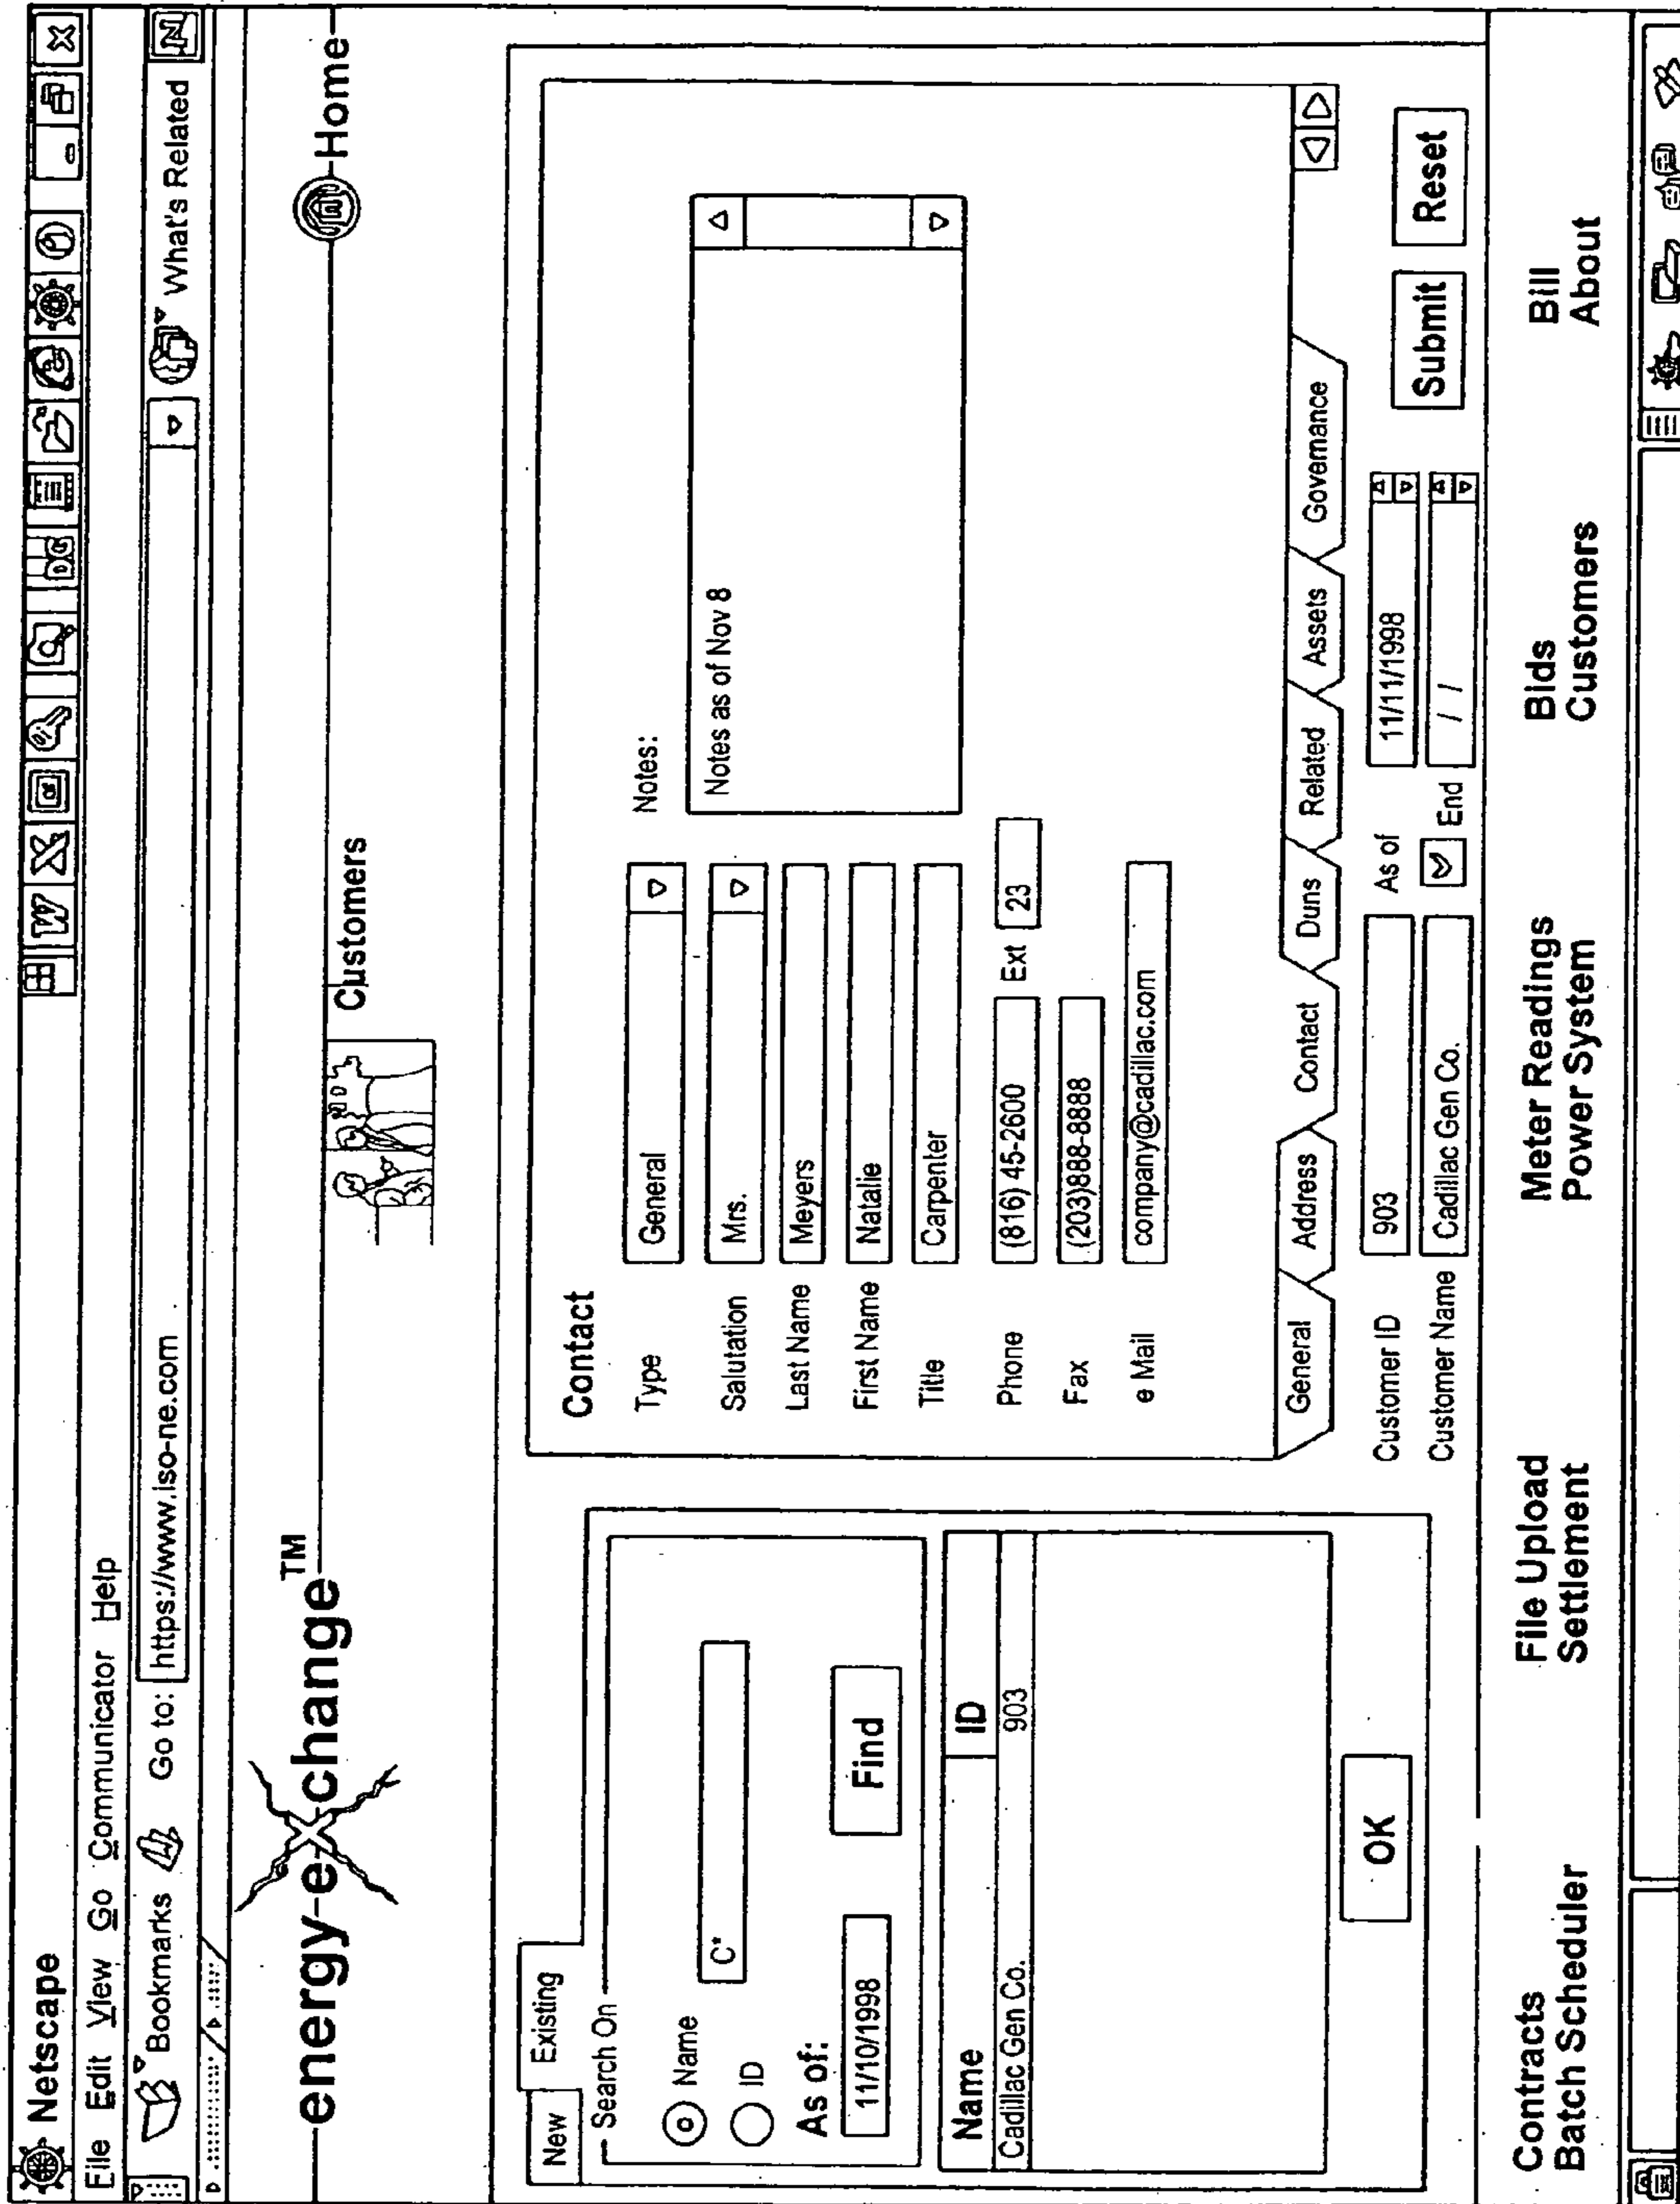 Netscape
File Edit View Go Communicator Help
Bookmarks Go to: https://www.iso-ne.com What's Related N
energy-e-x-change™ Customers Home
New Existing
Search On
Name
C*
ID
As of:
11/10/1998 Find
Name ID
Cadillac Gen Co. 903
OK
Contact
Type General
Notes:
Notes as of Nov 8
Salutation Mrs.
Last Name Meyers
First Name Natalie
Title Carpenter
Phone (816) 45-2600 Ext 23
Fax (203)888-8888
e Mail company@cadillac.com
General Address Contact Duns Related Assets Governance
Customer ID 903 As of 11/11/1998
Customer Name Cadillac Gen Co. End / /
Submit Reset
Contracts File Upload Meter Readings Bids Bill
Batch Scheduler Settlement Power System Customers About